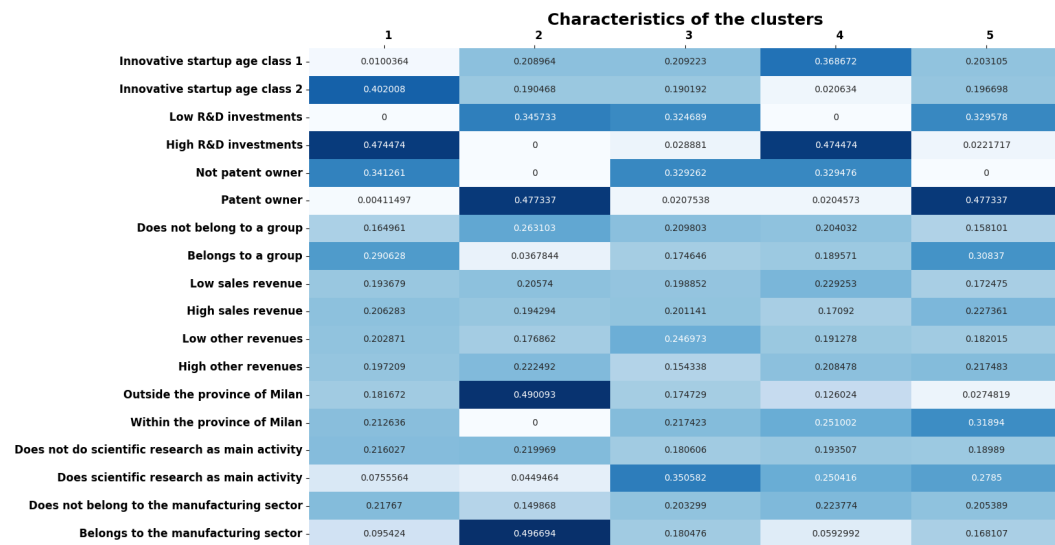 Characteristics of the clusters
1 2 3 4 5
Innovative startup age class 1 0.0100364 0.208964 0.209223 0.368672 0.203105
Innovative startup age class 2 0.402008 0.190468 0.190192 0.020634 0.196698
Low R&D investments 0 0.345733 0.324689 0 0.329578
High R&D investments 0.474474 0 0.028881 0.474474 0.0221717
Not patent owner 0.341261 0 0.329262 0.329476 0
Patent owner 0.00411497 0.477337 0.0207538 0.0204573 0.477337
Does not belong to a group 0.164961 0.263103 0.209803 0.204032 0.158101
Belongs to a group 0.290628 0.0367844 0.174646 0.189571 0.30837
Low sales revenue 0.193679 0.20574 0.198852 0.229253 0.172475
High sales revenue 0.206283 0.194294 0.201141 0.17092 0.227361
Low other revenues 0.202871 0.176862 0.246973 0.191278 0.182015
High other revenues 0.197209 0.222492 0.154338 0.208478 0.217483
Outside the province of Milan 0.181672 0.490093 0.174729 0.126024 0.0274819
Within the province of Milan 0.212636 0 0.217423 0.251002 0.31894
Does not do scientific research as main activity 0.216027 0.219969 0.180606 0.193507 0.18989
Does scientific research as main activity 0.0755564 0.0449464 0.350582 0.250416 0.2785
Does not belong to the manufacturing sector 0.21767 0.149868 0.203299 0.223774 0.205389
Belongs to the manufacturing sector 0.095424 0.496694 0.180476 0.0592992 0.168107